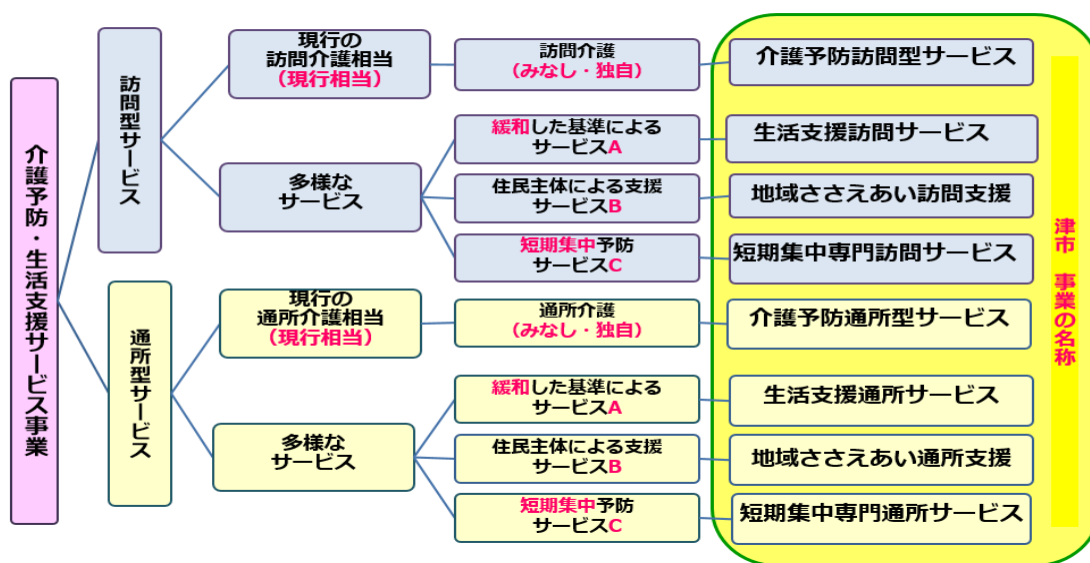 介護予防・生活支援サービス事業
訪問型サービス
現行の
訪問介護相当
（現行相当）
訪問介護
（みなし・独自）
介護予防訪問型サービス
多様な
サービス
緩和した基準による
サービスA
生活支援訪問サービス
住民主体による支援
サービスB
地域ささえあい訪問支援
短期集中予防
サービスC
短期集中専門訪問サービス
通所型サービス
現行の
通所介護相当
（現行相当）
通所介護
（みなし・独自）
介護予防通所型サービス
多様な
サービス
緩和した基準による
サービスA
生活支援通所サービス
住民主体による支援
サービスB
地域ささえあい通所支援
短期集中予防
サービスC
短期集中専門通所サービス
津市　事業の名称